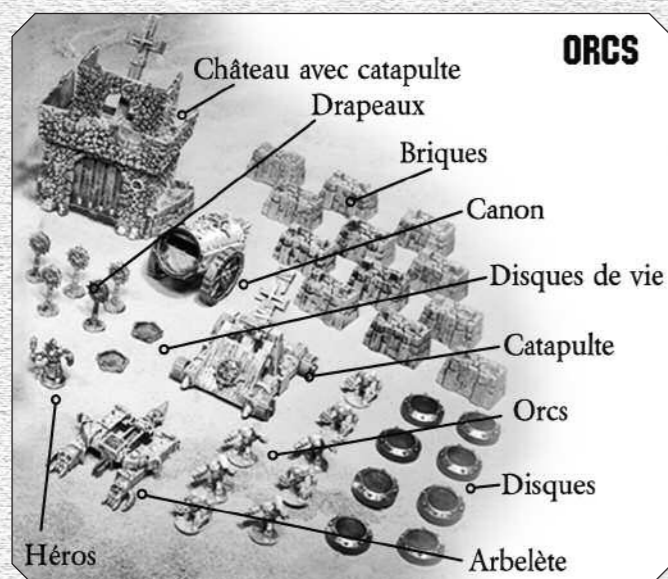 ORCS
Château avec catapulte
Drapeaux
Briques
Canon
Disques de vie
Catapulte
Orcs
Disques
Héros
Arbelète